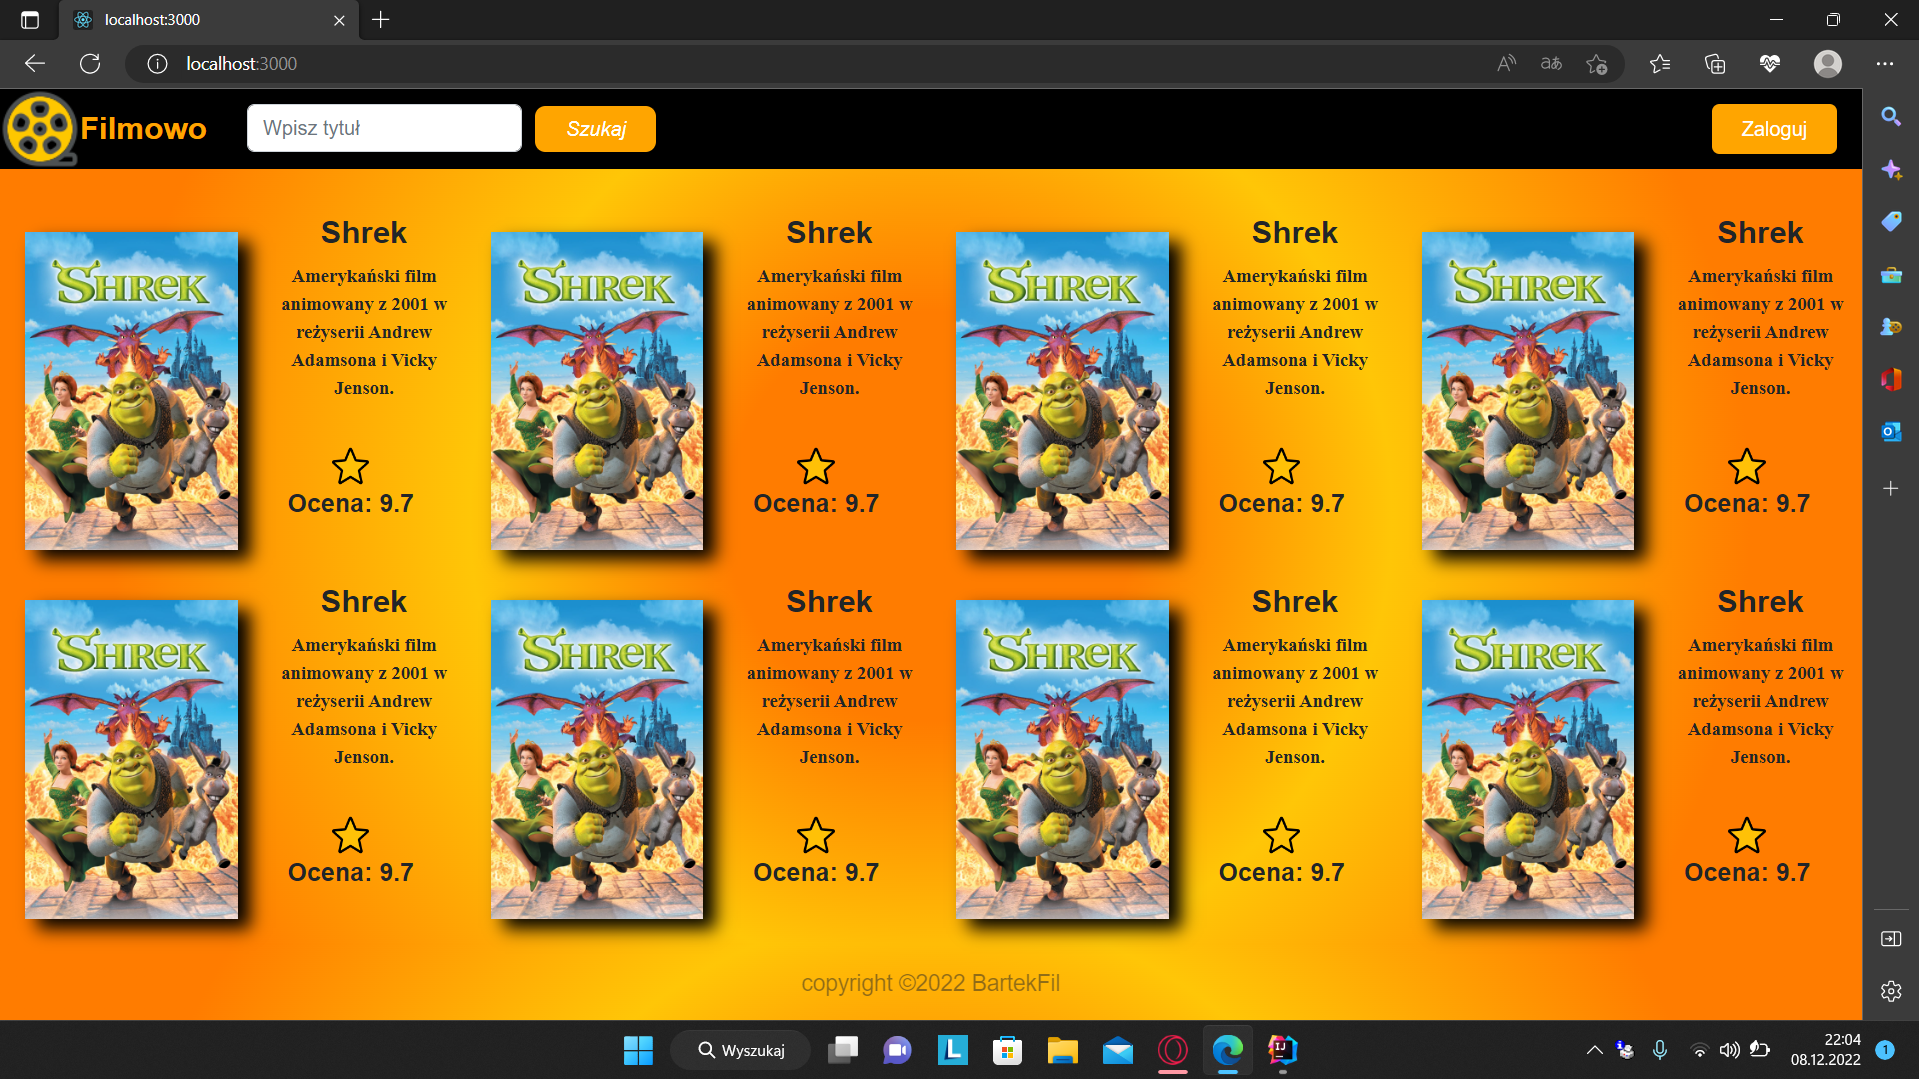 localhost:3000
localhost:3000
Filmowo
Wpisz tytuł
Szukaj
Zaloguj
SHREK
Shrek
Amerykański film
animowany z 2001 w
reżyserii Andrew
Adamsona i Vicky
Jenson.
Ocena: 9.7
SHREK
Shrek
Amerykański film
animowany z 2001 w
reżyserii Andrew
Adamsona i Vicky
Jenson.
Ocena: 9.7
SHREK
Shrek
Amerykański film
animowany z 2001 w
reżyserii Andrew
Adamsona i Vicky
Jenson.
Ocena: 9.7
SHREK
Shrek
Amerykański film
animowany z 2001 w
reżyserii Andrew
Adamsona i Vicky
Jenson.
Ocena: 9.7
SHREK
Shrek
Amerykański film
animowany z 2001 w
reżyserii Andrew
Adamsona i Vicky
Jenson.
Ocena: 9.7
SHREK
Shrek
Amerykański film
animowany z 2001 w
reżyserii Andrew
Adamsona i Vicky
Jenson.
Ocena: 9.7
SHREK
Shrek
Amerykański film
animowany z 2001 w
reżyserii Andrew
Adamsona i Vicky
Jenson.
Ocena: 9.7
SHREK
Shrek
Amerykański film
animowany z 2001 w
reżyserii Andrew
Adamsona i Vicky
Jenson.
Ocena: 9.7
copyright ©2022 BartekFil
Wyszukaj
22:04
08.12.2022
1